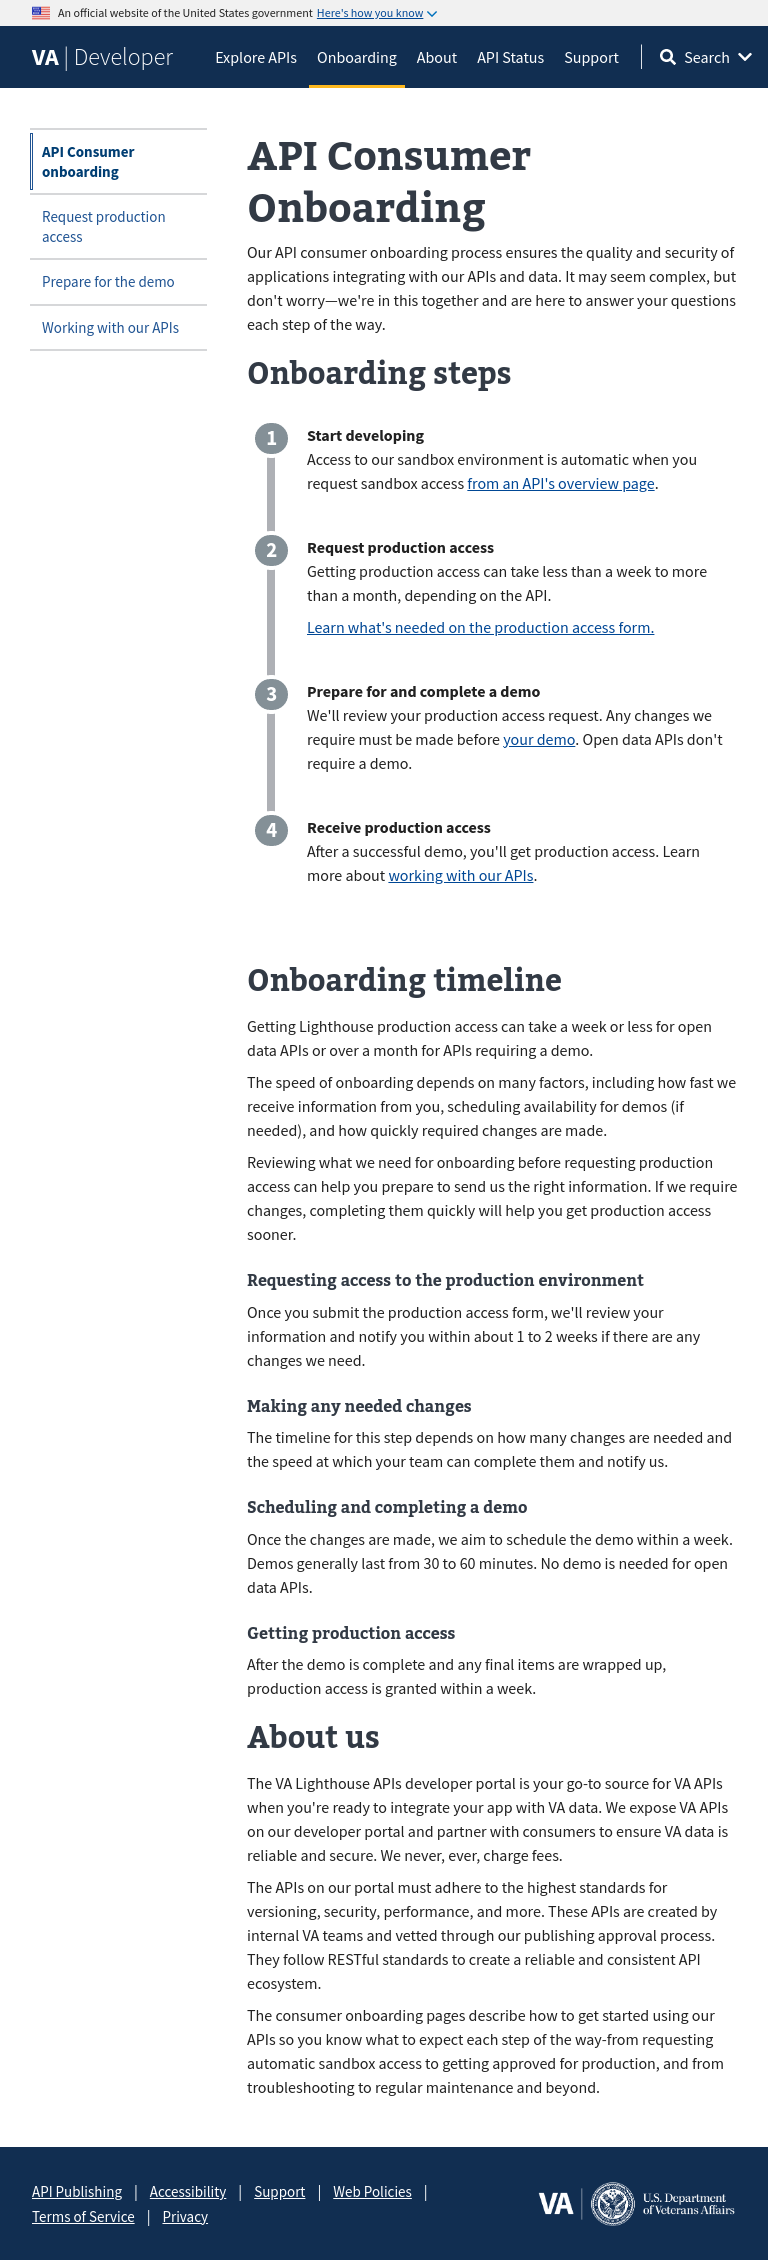 An official website of the United States government Here's how you know
VA | Developer Explore APIs Onboarding About API Status Support Search
API Consumer
onboarding
Request production
access
Prepare for the demo
Working with our APIs
API Consumer
Onboarding
Our API consumer onboarding process ensures the quality and security of
applications integrating with our APIs and data. It may seem complex, but
don't worry—we're in this together and are here to answer your questions
each step of the way.
Onboarding steps
1
Start developing
Access to our sandbox environment is automatic when you
request sandbox access from an API's overview page.
2
Request production access
Getting production access can take less than a week to more
than a month, depending on the API.
Learn what's needed on the production access form.
3
Prepare for and complete a demo
We'll review your production access request. Any changes we
require must be made before your demo. Open data APIs don't
require a demo.
4
Receive production access
After a successful demo, you'll get production access. Learn
more about working with our APIs.
Onboarding timeline
Getting Lighthouse production access can take a week or less for open
data APIs or over a month for APIs requiring a demo.
The speed of onboarding depends on many factors, including how fast we
receive information from you, scheduling availability for demos (if
needed), and how quickly required changes are made.
Reviewing what we need for onboarding before requesting production
access can help you prepare to send us the right information. If we require
changes, completing them quickly will help you get production access
sooner.
Requesting access to the production environment
Once you submit the production access form, we'll review your
information and notify you within about 1 to 2 weeks if there are any
changes we need.
Making any needed changes
The timeline for this step depends on how many changes are needed and
the speed at which your team can complete them and notify us.
Scheduling and completing a demo
Once the changes are made, we aim to schedule the demo within a week.
Demos generally last from 30 to 60 minutes. No demo is needed for open
data APIs.
Getting production access
After the demo is complete and any final items are wrapped up,
production access is granted within a week.
About us
The VA Lighthouse APIs developer portal is your go-to source for VA APIs
when you're ready to integrate your app with VA data. We expose VA APIs
on our developer portal and partner with consumers to ensure VA data is
reliable and secure. We never, ever, charge fees.
The APIs on our portal must adhere to the highest standards for
versioning, security, performance, and more. These APIs are created by
internal VA teams and vetted through our publishing approval process.
They follow RESTful standards to create a reliable and consistent API
ecosystem.
The consumer onboarding pages describe how to get started using our
APIs so you know what to expect each step of the way-from requesting
automatic sandbox access to getting approved for production, and from
troubleshooting to regular maintenance and beyond.
API Publishing | Accessibility | Support | Web Policies |
Terms of Service | Privacy
VA | U.S. Department
of Veterans Affairs